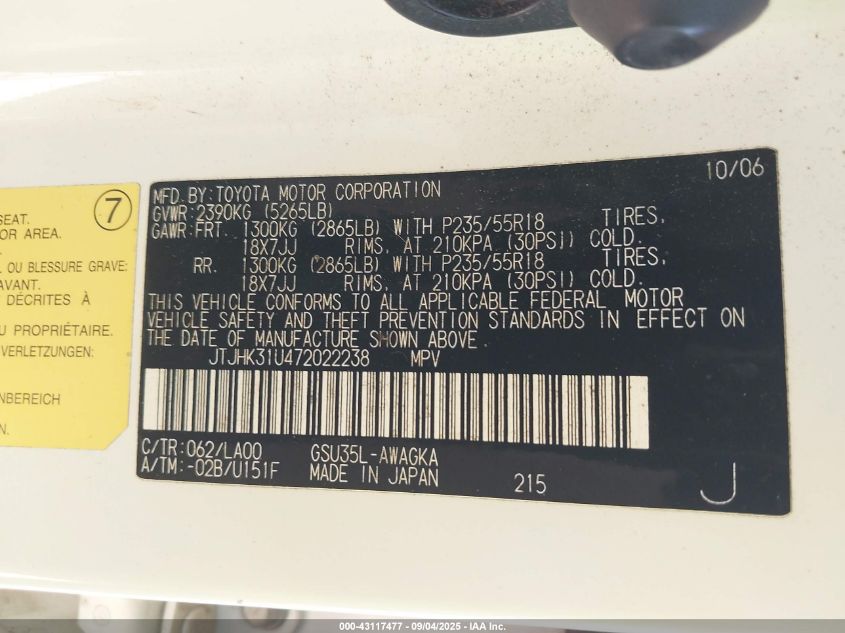 7
SEAT.
OR AREA.
OU BLESSURE GRAVE:
AVANT.
DÉCRITES À
U PROPRIÉTAIRE.
VERLETZUNGEN:
NBEREICH
N.
10/06
MFD. BY: TOYOTA MOTOR CORPORATION
GVWR: 2390KG (5265LB)
GAWR: FRT. 1300KG (2865LB) WITH P235/55R18 TIRES,
18X7JJ RIMS, AT 210KPA (30PSI) COLD.
RR. 1300KG (2865LB) WITH P235/55R18 TIRES,
18X7JJ RIMS, AT 210KPA (30PSI) COLD.
THIS VEHICLE CONFORMS TO ALL APPLICABLE FEDERAL MOTOR
VEHICLE SAFETY AND THEFT PREVENTION STANDARDS IN EFFECT ON
THE DATE OF MANUFACTURE SHOWN ABOVE.
JTJHK31U472022238 MPV
C/TR: 062/LA00 GSU35L-AWAGKA
A/TM: -02B/U151F MADE IN JAPAN 215 J
000-43117477 - 09/04/2025 - IAA Inc.